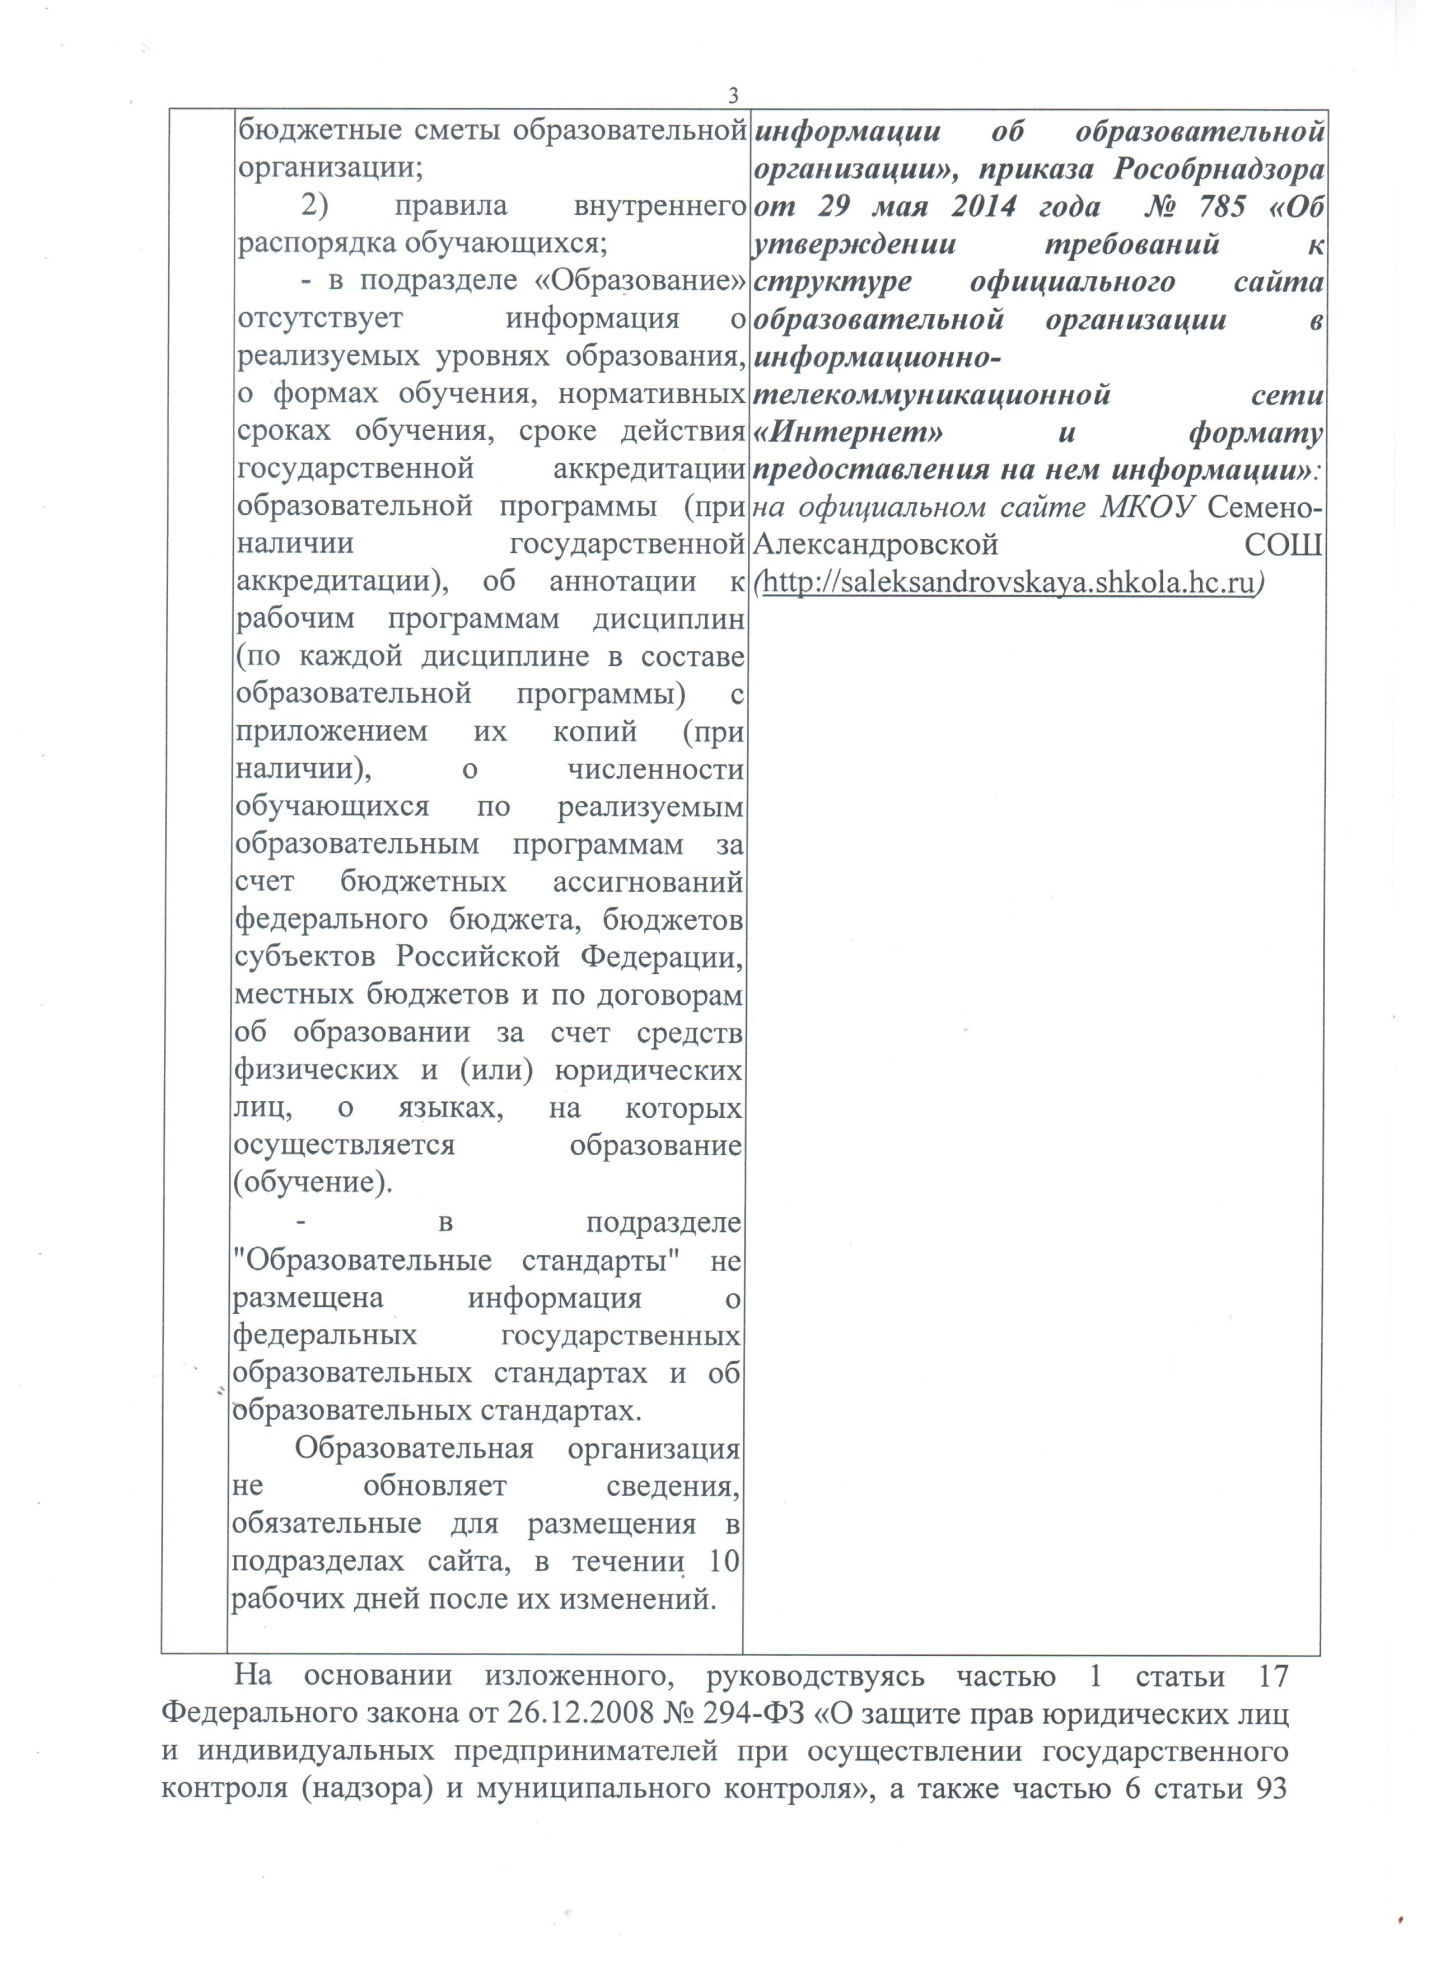 3
бюджетные сметы образовательной
организации;
2) правила внутреннего
распорядка обучающихся;
- в подразделе «Образование»
отсутствует информация о
реализуемых уровнях образования,
о формах обучения, нормативных
сроках обучения, сроке действия
государственной аккредитации
образовательной программы (при
наличии государственной
аккредитации), об аннотации к
рабочим программам дисциплин
(по каждой дисциплине в составе
образовательной программы) с
приложением их копий (при
наличии), о численности
обучающихся по реализуемым
образовательным программам за
счет бюджетных ассигнований
федерального бюджета, бюджетов
субъектов Российской Федерации,
местных бюджетов и по договорам
об образовании за счет средств
физических и (или) юридических
лиц, о языках, на которых
осуществляется образование
(обучение).
- в подразделе
"Образовательные стандарты" не
размещена информация о
федеральных государственных
образовательных стандартах и об
образовательных стандартах.
Образовательная организация
не обновляет сведения,
обязательные для размещения в
подразделах сайта, в течении 10
рабочих дней после их изменений.
информации об образовательной
организации», приказа Рособрнадзора
от 29 мая 2014 года № 785 «Об
утверждении требований к
структуре официального сайта
образовательной организации в
информационно-
телекоммуникационной сети
«Интернет» и формату
предоставления на нем информации»:
на официальном сайте МКОУ Семено-
Александровской СОШ
(http://saleksandrovskaya.shkola.hc.ru)
На основании изложенного, руководствуясь частью 1 статьи 17
Федерального закона от 26.12.2008 № 294-ФЗ «О защите прав юридических лиц
и индивидуальных предпринимателей при осуществлении государственного
контроля (надзора) и муниципального контроля», а также частью 6 статьи 93